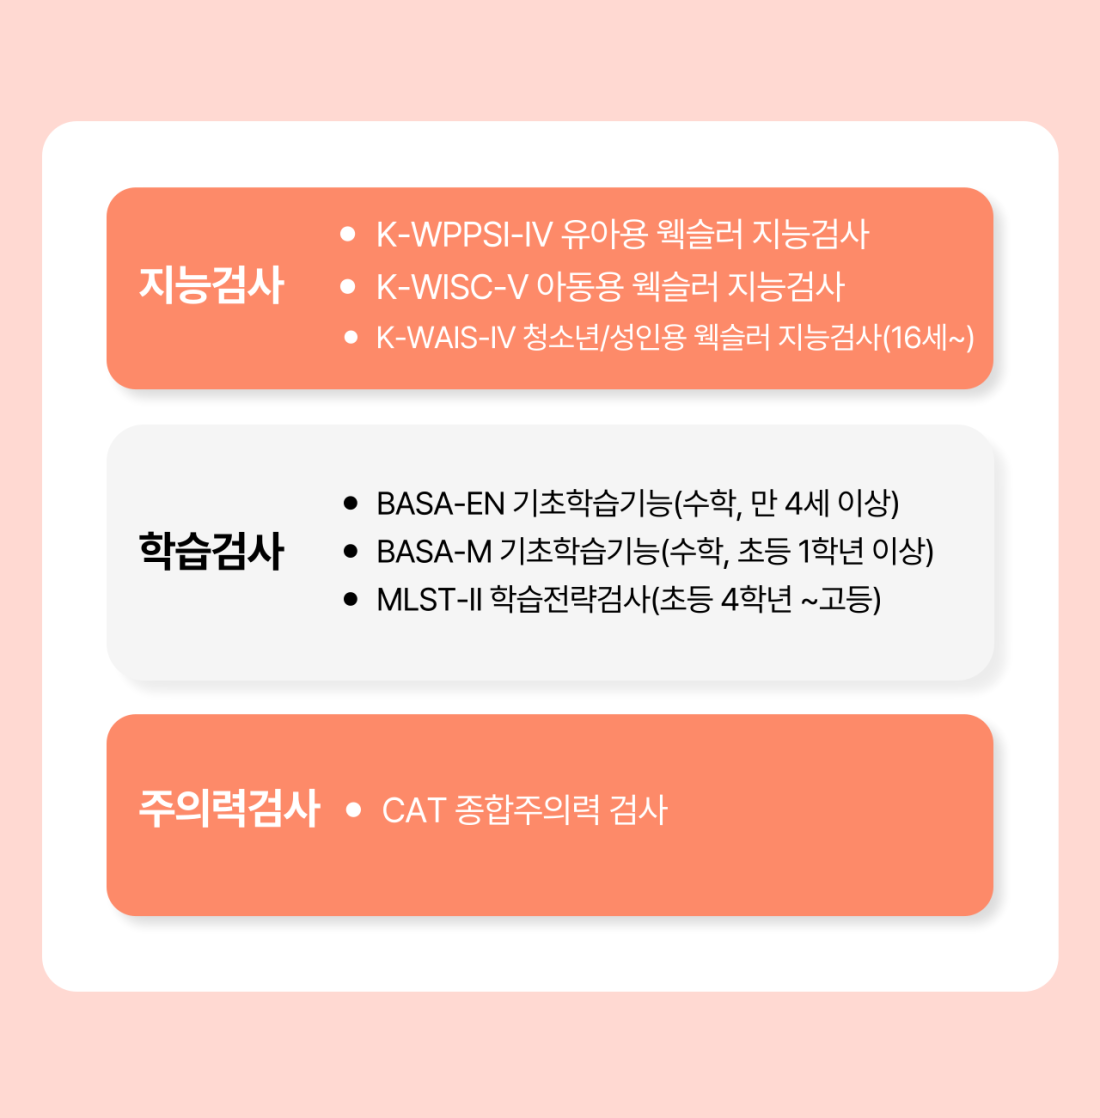 지능검사
• K-WPPSI-IV 유아용 웩슬러 지능검사
• K-WISC-V 아동용 웩슬러 지능검사
• K-WAIS-IV 청소년/성인용 웩슬러 지능검사(16세~)
학습검사
• BASA-EN 기초학습기능(수학, 만 4세 이상)
• BASA-M 기초학습기능(수학, 초등 1학년 이상)
• MLST-II 학습전략검사(초등 4학년 ~고등)
주의력검사
• CAT 종합주의력 검사